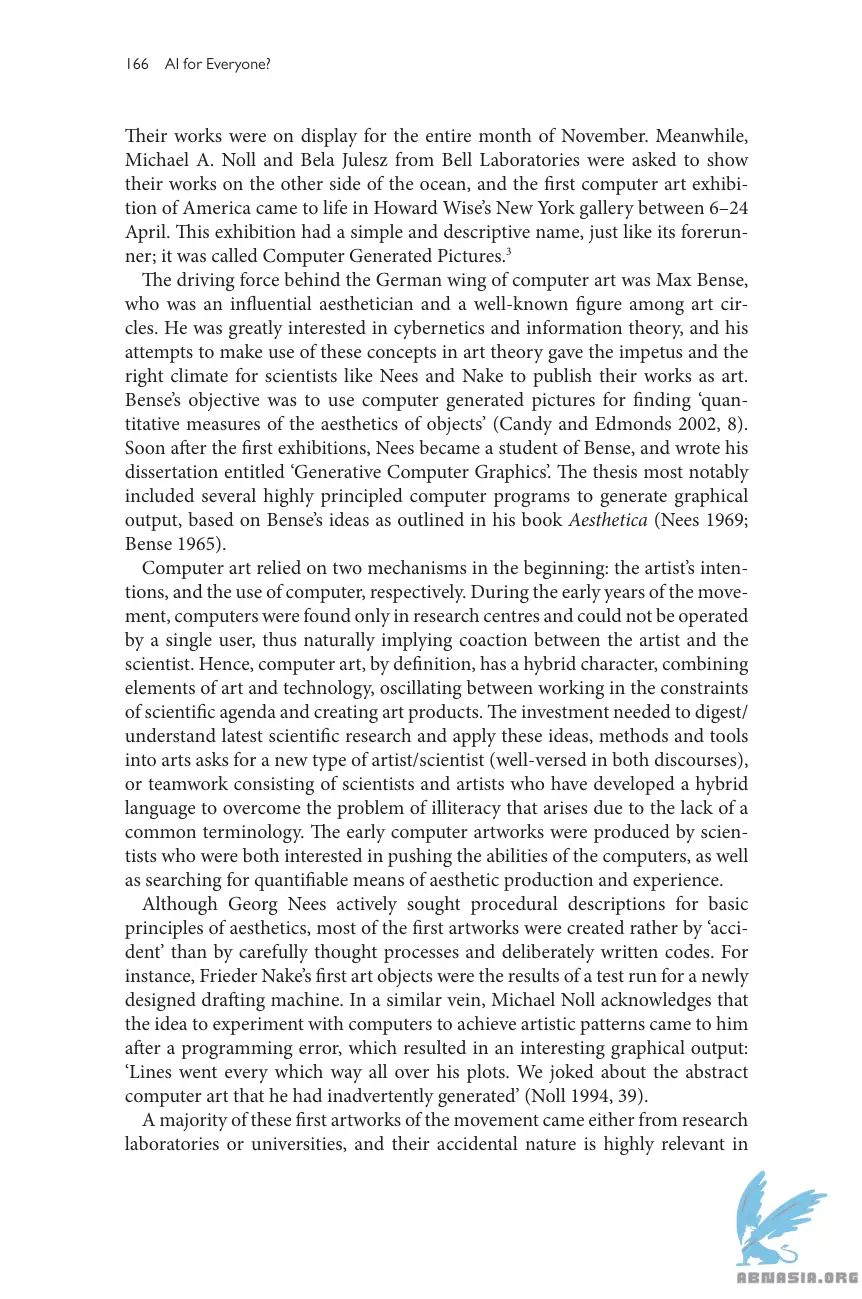 166 AI for Everyone?
Their works were on display for the entire month of November. Meanwhile,
Michael A. Noll and Bela Julesz from Bell Laboratories were asked to show
their works on the other side of the ocean, and the first computer art exhibi-
tion of America came to life in Howard Wise’s New York gallery between 6–24
April. This exhibition had a simple and descriptive name, just like its forerun-
ner; it was called Computer Generated Pictures.3
The driving force behind the German wing of computer art was Max Bense,
who was an influential aesthetician and a well-known figure among art cir-
cles. He was greatly interested in cybernetics and information theory, and his
attempts to make use of these concepts in art theory gave the impetus and the
right climate for scientists like Nees and Nake to publish their works as art.
Bense’s objective was to use computer generated pictures for finding ‘quan-
titative measures of the aesthetics of objects’ (Candy and Edmonds 2002, 8).
Soon after the first exhibitions, Nees became a student of Bense, and wrote his
dissertation entitled ‘Generative Computer Graphics’. The thesis most notably
included several highly principled computer programs to generate graphical
output, based on Bense’s ideas as outlined in his book Aesthetica (Nees 1969;
Bense 1965).
Computer art relied on two mechanisms in the beginning: the artist’s inten-
tions, and the use of computer, respectively. During the early years of the move-
ment, computers were found only in research centres and could not be operated
by a single user, thus naturally implying coaction between the artist and the
scientist. Hence, computer art, by definition, has a hybrid character, combining
elements of art and technology, oscillating between working in the constraints
of scientific agenda and creating art products. The investment needed to digest/
understand latest scientific research and apply these ideas, methods and tools
into arts asks for a new type of artist/scientist (well-versed in both discourses),
or teamwork consisting of scientists and artists who have developed a hybrid
language to overcome the problem of illiteracy that arises due to the lack of a
common terminology. The early computer artworks were produced by scien-
tists who were both interested in pushing the abilities of the computers, as well
as searching for quantifiable means of aesthetic production and experience.
Although Georg Nees actively sought procedural descriptions for basic
principles of aesthetics, most of the first artworks were created rather by ‘acci-
dent’ than by carefully thought processes and deliberately written codes. For
instance, Frieder Nake’s first art objects were the results of a test run for a newly
designed drafting machine. In a similar vein, Michael Noll acknowledges that
the idea to experiment with computers to achieve artistic patterns came to him
after a programming error, which resulted in an interesting graphical output:
‘Lines went every which way all over his plots. We joked about the abstract
computer art that he had inadvertently generated’ (Noll 1994, 39).
A majority of these first artworks of the movement came either from research
laboratories or universities, and their accidental nature is highly relevant in
ABNASIA.ORG